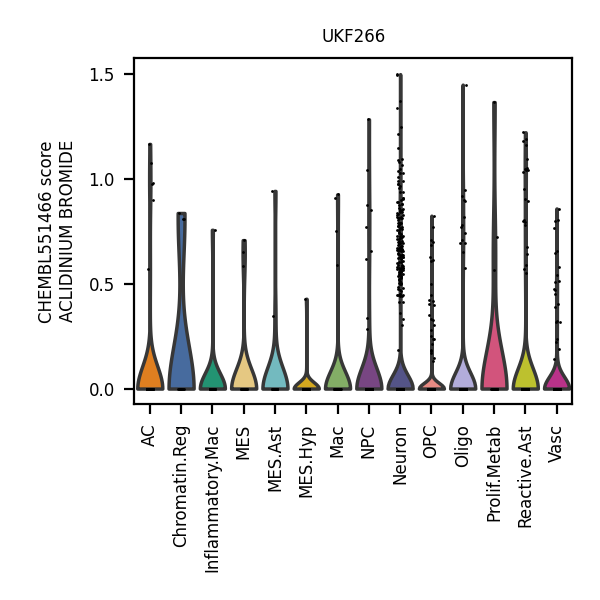 UKF266
CHEMBL551466 score
ACLIDINIUM BROMIDE
1.5
1.0
0.5
0.0
AC
Chromatin.Reg
Inflammatory.Mac
MES
MES.Ast
MES.Hyp
Mac
NPC
Neuron
OPC
Oligo
Prolif.Metab
Reactive.Ast
Vasc